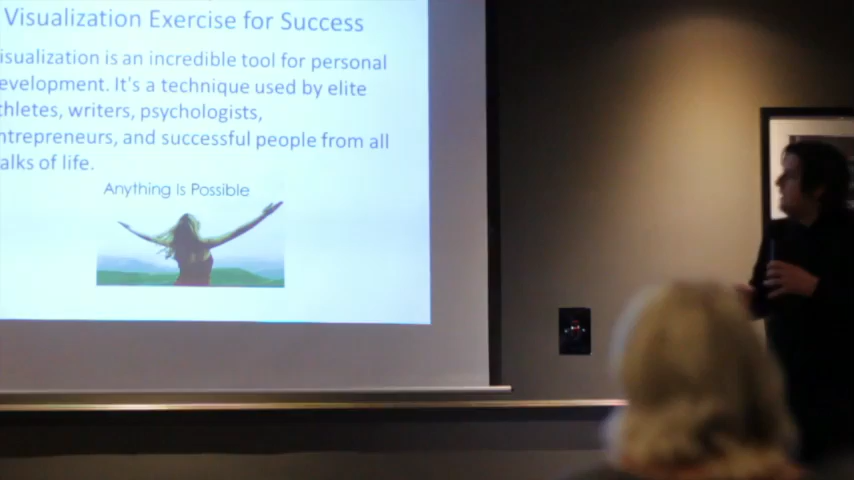 Visualization Exercise for Success
isualization is an incredible tool for personal
evelopment. It's a technique used by elite
thletes, writers, psychologists,
ntrepreneurs, and successful people from all
alks of life.
Anything Is Possible